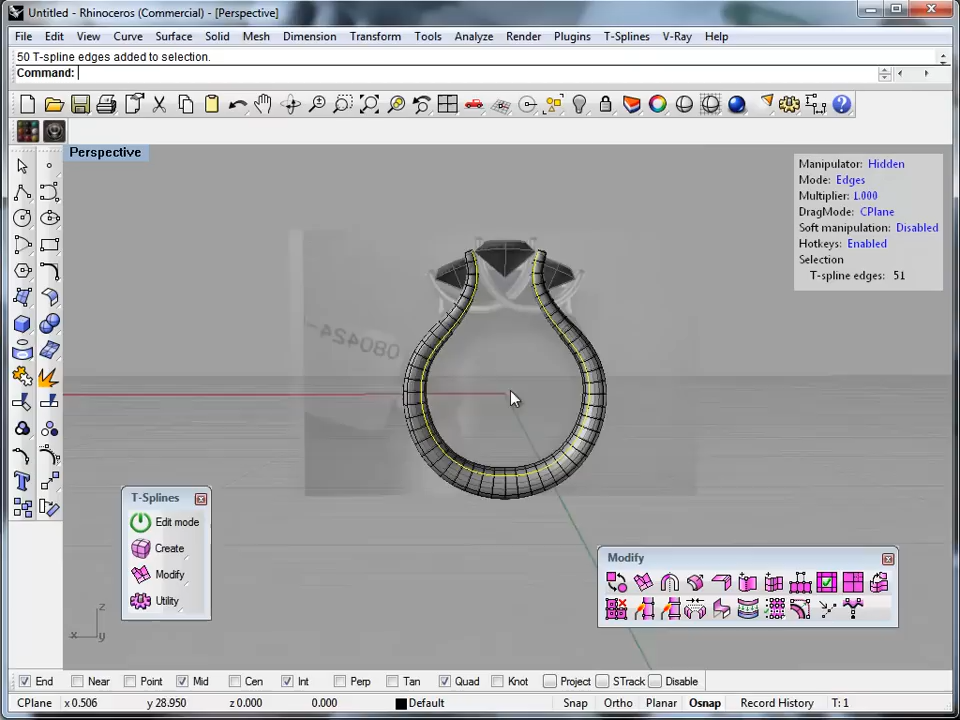 Untitled - Rhinoceros (Commercial) - [Perspective]
File Edit View Curve Surface Solid Mesh Dimension Transform Tools Analyze Render Plugins T-Splines V-Ray Help
50 T-spline edges added to selection.
Command:
Perspective
Manipulator: Hidden
Mode: Edges
Multiplier: 1.000
DragMode: CPlane
Soft manipulation: Disabled
Hotkeys: Enabled
Selection
T-spline edges: 51
080424-
T-Splines
Edit mode
Create
Modify
Utility
Modify
z
x
y
End Near Point Mid Cen Int Perp Tan Quad Knot Project STrack Disable
CPlane x 0.506 y 28.950 z 0.000 0.000 Default Snap Ortho Planar Osnap Record History T: 1